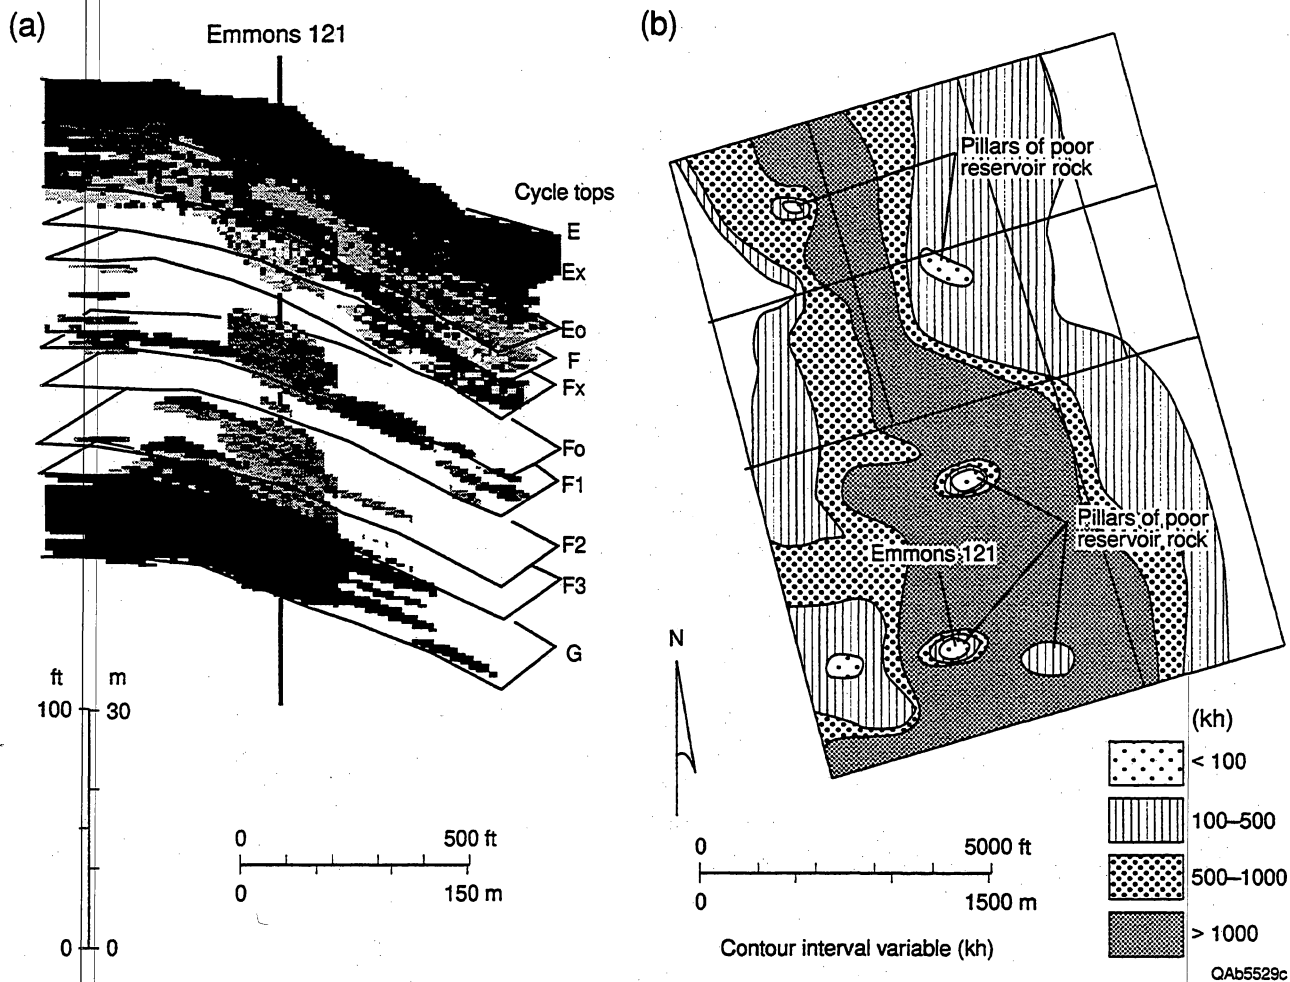 (a)
Emmons 121
Cycle tops
E
Ex
Eo
F
Fx
Fo
F1
F2
F3
G
ft m
100 30
0 0
0 500 ft
0 150 m
(b)
Pillars of poor
reservoir rock
Pillars of poor
reservoir rock
Emmons 121
N
0 5000 ft
0 1500 m
Contour interval variable (kh)
(kh)
< 100
100–500
500–1000
> 1000
QAb5529c